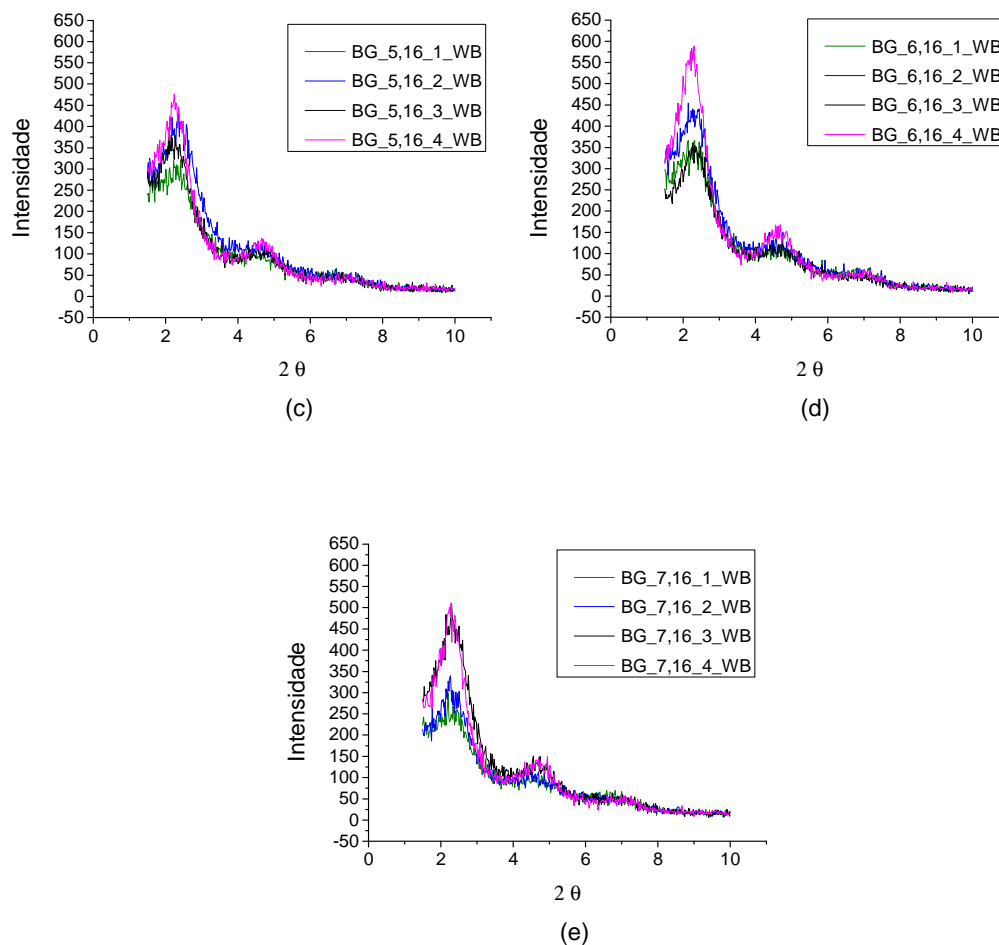 650
600
550
500
450
400
350
300
250
200
150
100
50
0
-50
Intensidade
BG_5,16_1_WB
BG_5,16_2_WB
BG_5,16_3_WB
BG_5,16_4_WB
0 2 4 6 8 10
2 θ
(c)
650
600
550
500
450
400
350
300
250
200
150
100
50
0
-50
Intensidade
BG_6,16_1_WB
BG_6,16_2_WB
BG_6,16_3_WB
BG_6,16_4_WB
0 2 4 6 8 10
2 θ
(d)
650
600
550
500
450
400
350
300
250
200
150
100
50
0
-50
Intensidade
BG_7,16_1_WB
BG_7,16_2_WB
BG_7,16_3_WB
BG_7,16_4_WB
0 2 4 6 8 10
2 θ
(e)